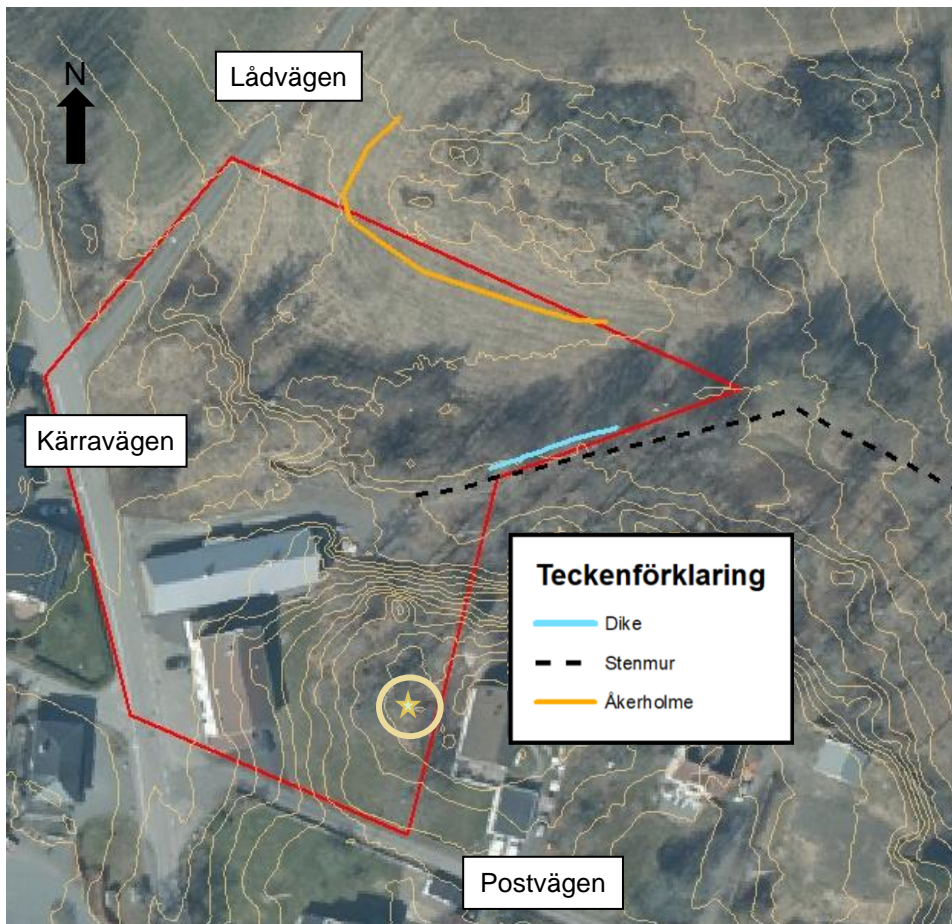 Lådvägen
N
Kärravägen
Teckenförklaring
Dike
Stenmur
Åkerholme
Postvägen